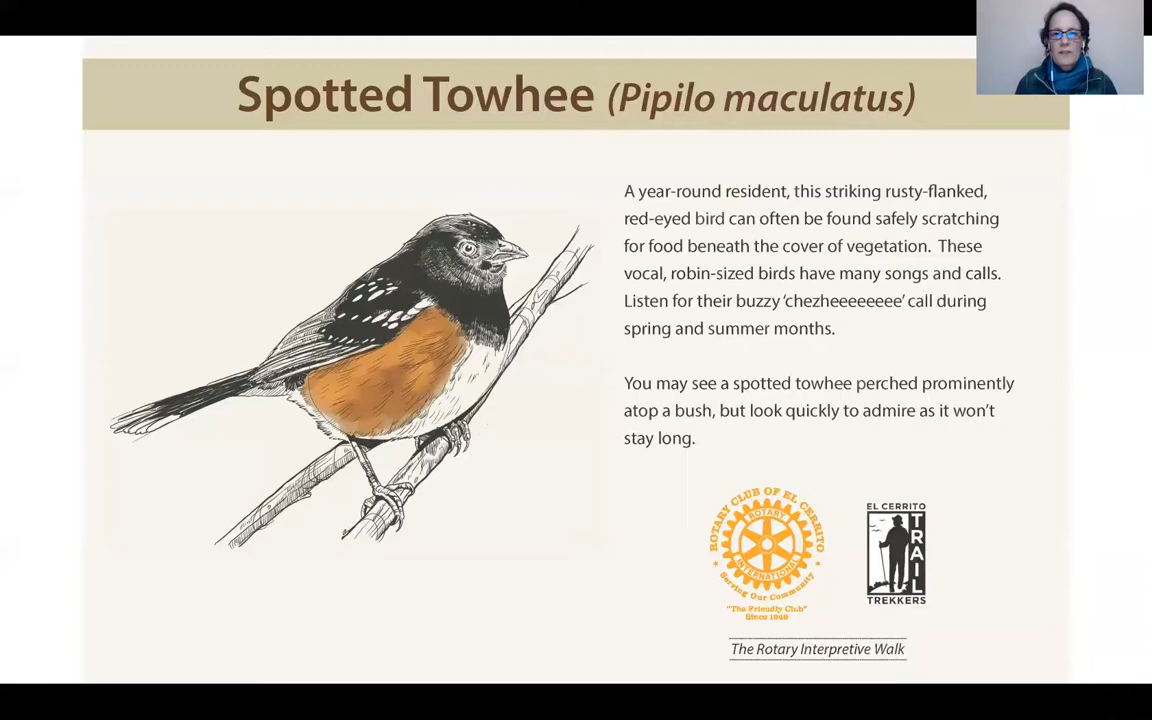 Spotted Towhee (Pipilo maculatus)
A year-round resident, this striking rusty-flanked,
red-eyed bird can often be found safely scratching
for food beneath the cover of vegetation. These
vocal, robin-sized birds have many songs and calls.
Listen for their buzzy ‘chezheeeeeeee’ call during
spring and summer months.
You may see a spotted towhee perched prominently
atop a bush, but look quickly to admire as it won’t
stay long.
ROTARY CLUB OF EL CERRITO
ROTARY
INTERNATIONAL
Serving Our Community
"The Friendly Club"
Since 1949
EL CERRITO
TRAIL
TREKKERS
The Rotary Interpretive Walk